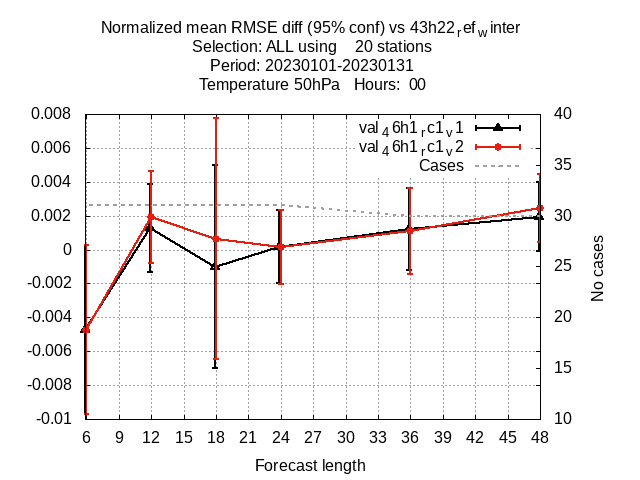 Normalized mean RMSE diff (95% conf) vs 43h22refwinter
Selection: ALL using 20 stations
Period: 20230101-20230131
Temperature 50hPa Hours: 00
val46h1rc1v1
val46h1rc1v2
Cases
0.008
0.006
0.004
0.002
0
-0.002
-0.004
-0.006
-0.008
-0.01
40
35
30
25
20
15
10
No cases
6 9 12 15 18 21 24 27 30 33 36 39 42 45 48
Forecast length